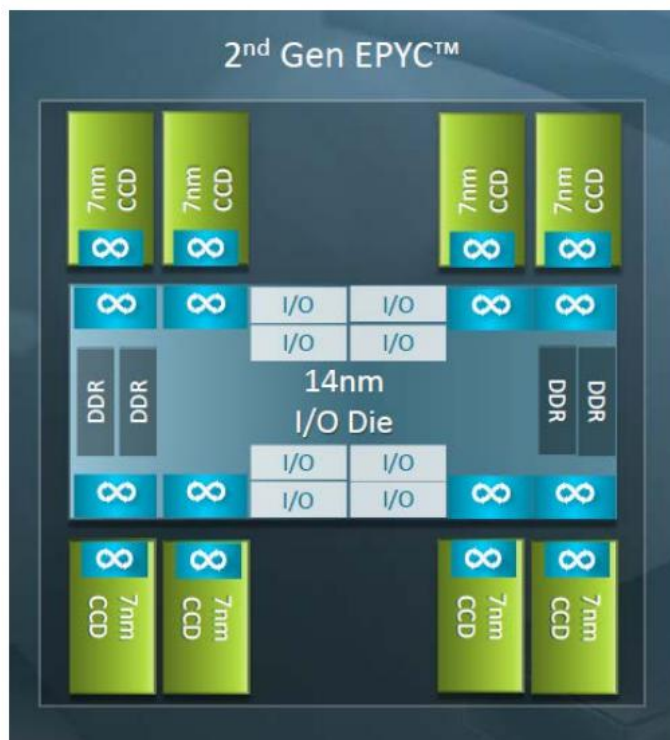 2nd Gen EPYC™
7nm CCD
7nm CCD
7nm CCD
7nm CCD
I/O I/O
I/O I/O
DDR DDR
14nm
I/O Die
DDR DDR
I/O I/O
I/O I/O
7nm CCD
7nm CCD
7nm CCD
7nm CCD